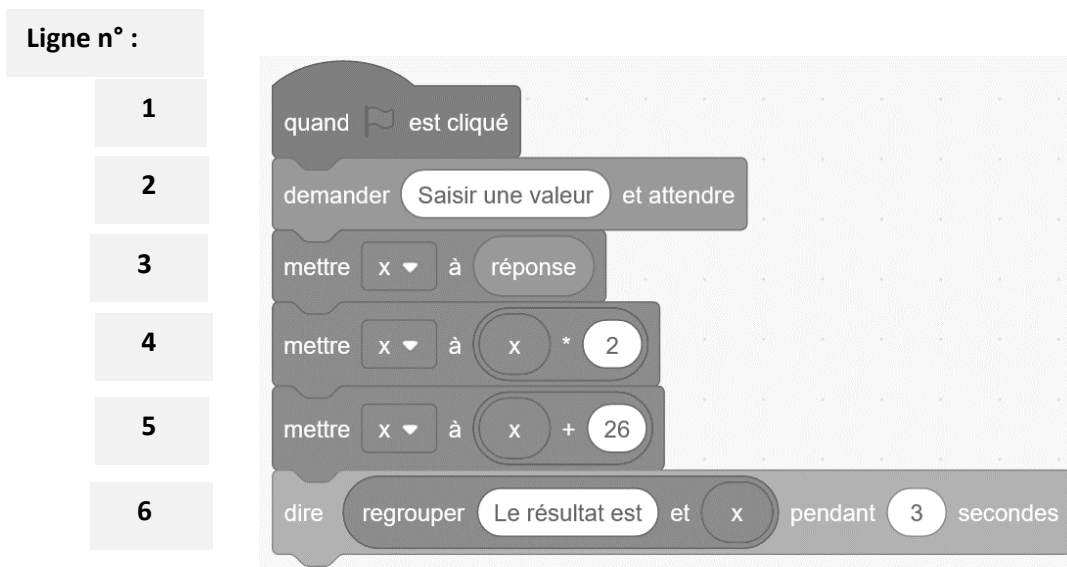 Ligne n° :
1
quand est cliqué
2
demander Saisir une valeur et attendre
3
mettre x à réponse
4
mettre x à x * 2
5
mettre x à x + 26
6
dire regrouper Le résultat est et x pendant 3 secondes